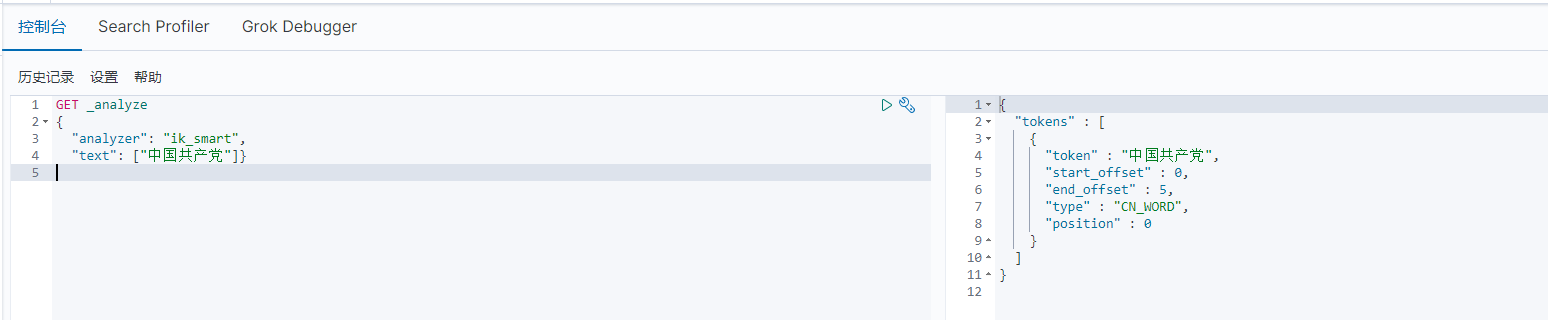 控制台 Search Profiler Grok Debugger
历史记录 设置 帮助
1 GET _analyze
2 {
3 "analyzer": "ik_smart",
4 "text": ["中国共产党"]}
5
1 {
2 "tokens" : [
3 {
4 "token" : "中国共产党",
5 "start_offset" : 0,
6 "end_offset" : 5,
7 "type" : "CN_WORD",
8 "position" : 0
9 }
10 ]
11 }
12